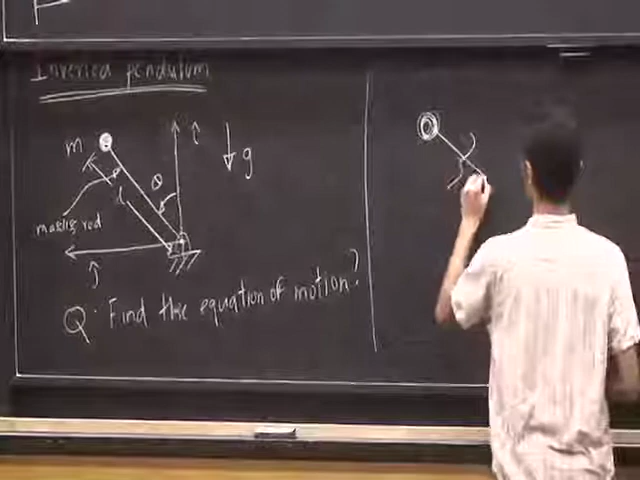 Inverted pendulum
m
θ
î
g
l
massless rod
ĵ
Q. Find the equation of motion?